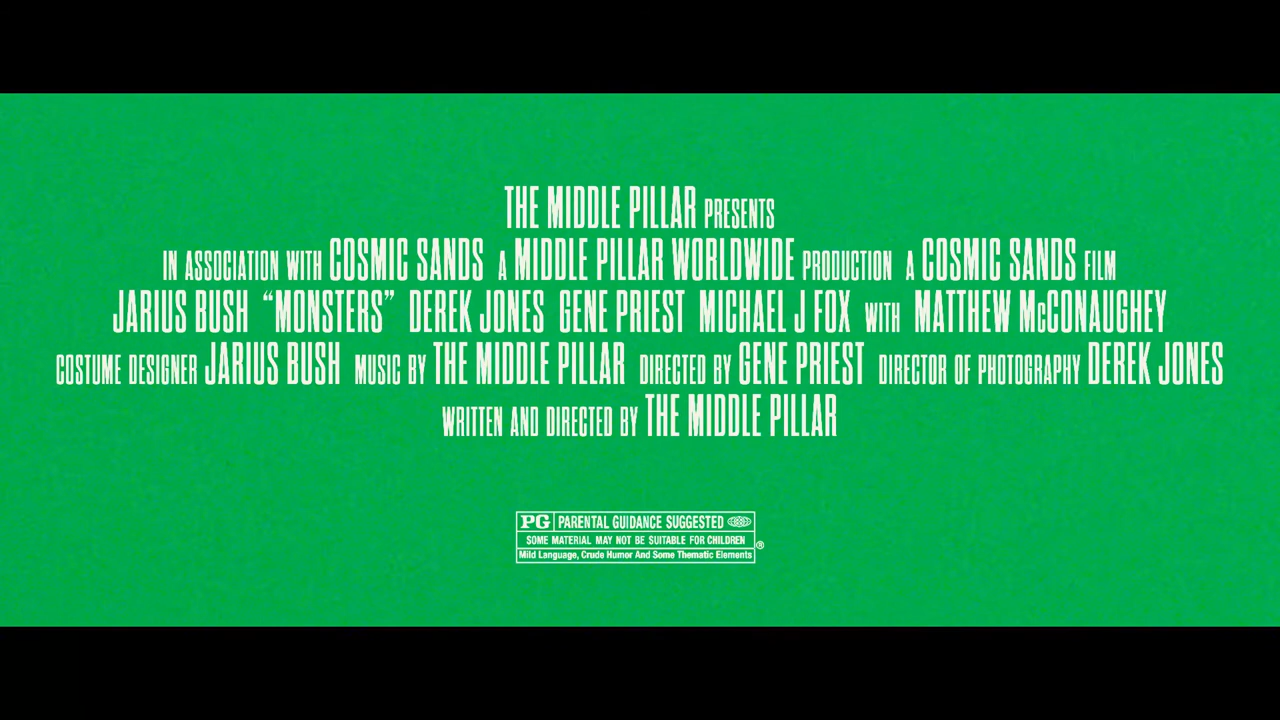 THE MIDDLE PILLAR PRESENTS
IN ASSOCIATION WITH COSMIC SANDS A MIDDLE PILLAR WORLDWIDE PRODUCTION A COSMIC SANDS FILM
JARIUS BUSH “MONSTERS” DEREK JONES GENE PRIEST MICHAEL J FOX WITH MATTHEW McCONAUGHEY
COSTUME DESIGNER JARIUS BUSH MUSIC BY THE MIDDLE PILLAR DIRECTED BY GENE PRIEST DIRECTOR OF PHOTOGRAPHY DEREK JONES
WRITTEN AND DIRECTED BY THE MIDDLE PILLAR
PG PARENTAL GUIDANCE SUGGESTED
SOME MATERIAL MAY NOT BE SUITABLE FOR CHILDREN
Mild Language, Crude Humor And Some Thematic Elements ®